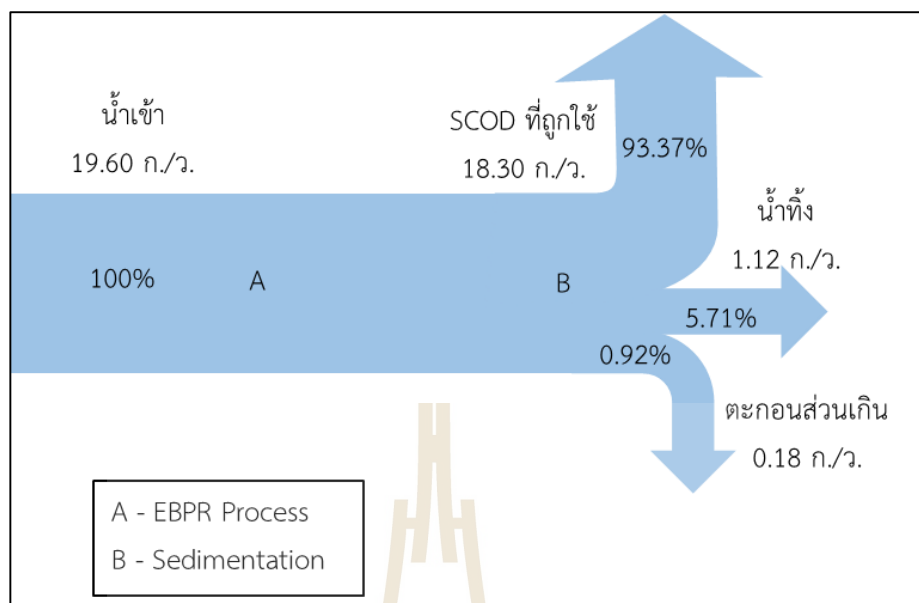 น้ำเข้า
19.60 ก./ว.
SCOD ที่ถูกใช้
18.30 ก./ว.
93.37%
น้ำทิ้ง
1.12 ก./ว.
100%
A
B
5.71%
0.92%
ตะกอนส่วนเกิน
0.18 ก./ว.
A - EBPR Process
B - Sedimentation